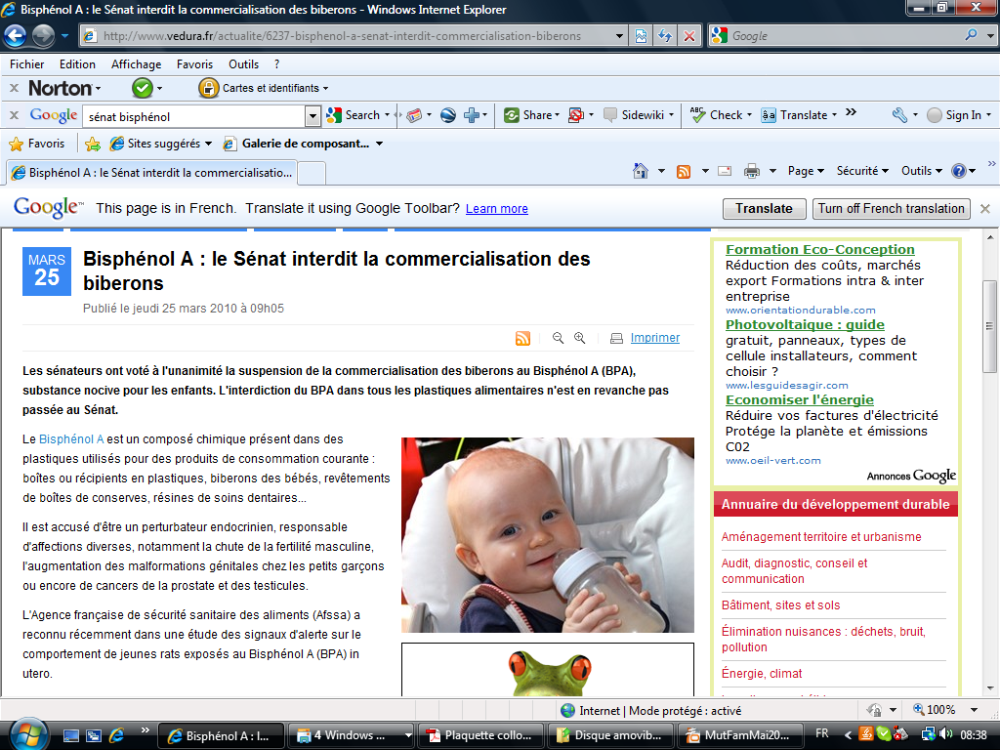 Bisphénol A : le Sénat interdit la commercialisation des biberons - Windows Internet Explorer
http://www.vedura.fr/actualite/6237-bisphenol-a-senat-interdit-commercialisation-biberons
Google
Fichier Edition Affichage Favoris Outils ?
Norton Cartes et identifiants
Google sénat bisphénol Search Share Sidewiki Check Translate Sign In
Favoris Sites suggérés Galerie de composant...
Bisphénol A : le Sénat interdit la commercialisatio... Page Sécurité Outils
Google This page is in French. Translate it using Google Toolbar? Learn more Translate Turn off French translation
MARS
25
Bisphénol A : le Sénat interdit la commercialisation des
biberons
Publié le jeudi 25 mars 2010 à 09h05
Imprimer
Les sénateurs ont voté à l'unanimité la suspension de la commercialisation des biberons au Bisphénol A (BPA),
substance nocive pour les enfants. L'interdiction du BPA dans tous les plastiques alimentaires n'est en revanche pas
passée au Sénat.
Le Bisphénol A est un composé chimique présent dans des
plastiques utilisés pour des produits de consommation courante :
boîtes ou récipients en plastiques, biberons des bébés, revêtements
de boîtes de conserves, résines de soins dentaires...
Il est accusé d'être un perturbateur endocrinien, responsable
d'affections diverses, notamment la chute de la fertilité masculine,
l'augmentation des malformations génitales chez les petits garçons
ou encore de cancers de la prostate et des testicules.
L'Agence française de sécurité sanitaire des aliments (Afssa) a
reconnu récemment dans une étude des signaux d'alerte sur le
comportement de jeunes rats exposés au Bisphénol A (BPA) in
utero.
Formation Eco-Conception
Réduction des coûts, marchés
export Formations intra & inter
entreprise
www.orientationdurable.com
Photovoltaique : guide
gratuit, panneaux, types de
cellule installateurs, comment
choisir ?
www.lesguidesagir.com
Economiser l'énergie
Réduire vos factures d'électricité
Protége la planète et émissions
C02
www.oeil-vert.com
Annonces Google
Annuaire du développement durable
Aménagement territoire et urbanisme
Audit, diagnostic, conseil et
communication
Bâtiment, sites et sols
Élimination nuisances : déchets, bruit,
pollution
Énergie, climat
Internet | Mode protégé : activé 100%
Bisphénol A : l... 4 Windows ... Plaquette collo... Disque amovib... MutFamMai20... FR 08:38